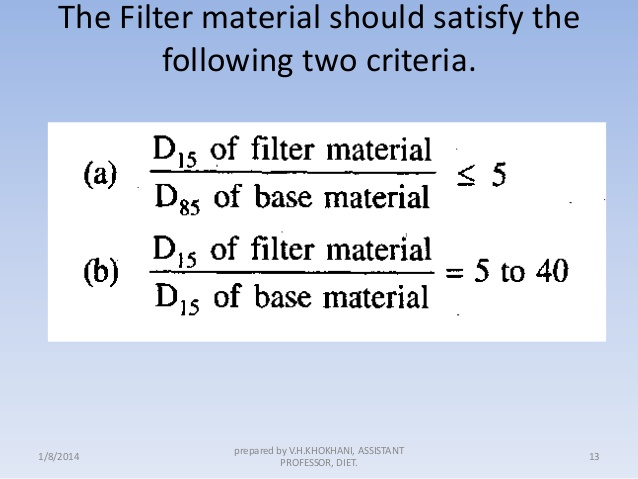 The Filter material should satisfy the
following two criteria.
(a) D15 of filter material / D85 of base material ≤ 5
(b) D15 of filter material / D15 of base material = 5 to 40
1/8/2014
prepared by V.H.KHOKHANI, ASSISTANT
PROFESSOR, DIET.
13